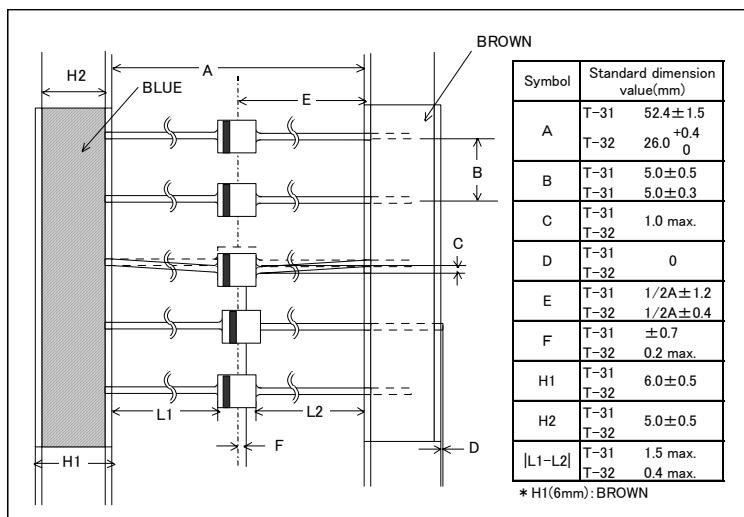 BROWN
A
H2
BLUE
E
B
C
L1
L2
F
D
H1
Symbol Standard dimension
value(mm)
A T-31 52.4±1.5
T-32 26.0 +0.4
0
B T-31 5.0±0.5
T-31 5.0±0.3
C T-31 1.0 max.
T-32
D T-31 0
T-32
E T-31 1/2A±1.2
T-32 1/2A±0.4
F T-31 ±0.7
T-32 0.2 max.
H1 T-31 6.0±0.5
T-32
H2 T-31 5.0±0.5
T-32
|L1-L2| T-31 1.5 max.
T-32 0.4 max.
* H1(6mm):BROWN